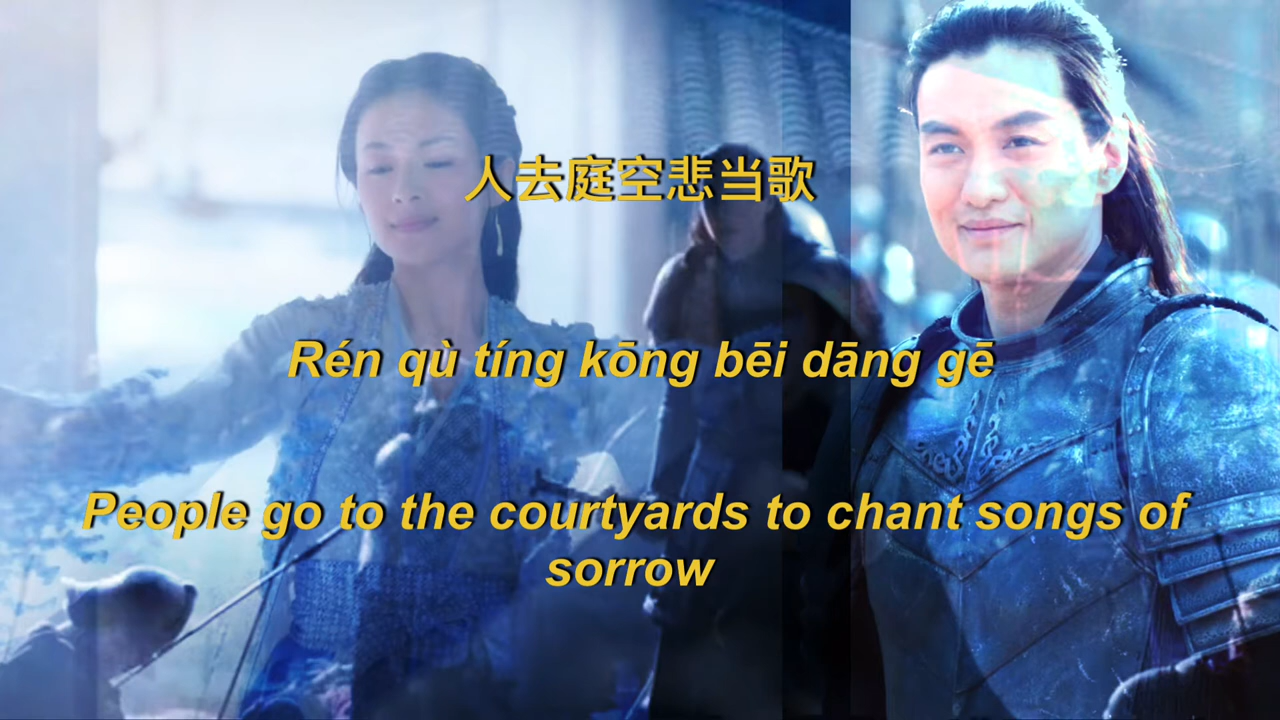 人去庭空悲当歌
Rén qù tíng kōng bēi dāng gē
People go to the courtyards to chant songs of
sorrow